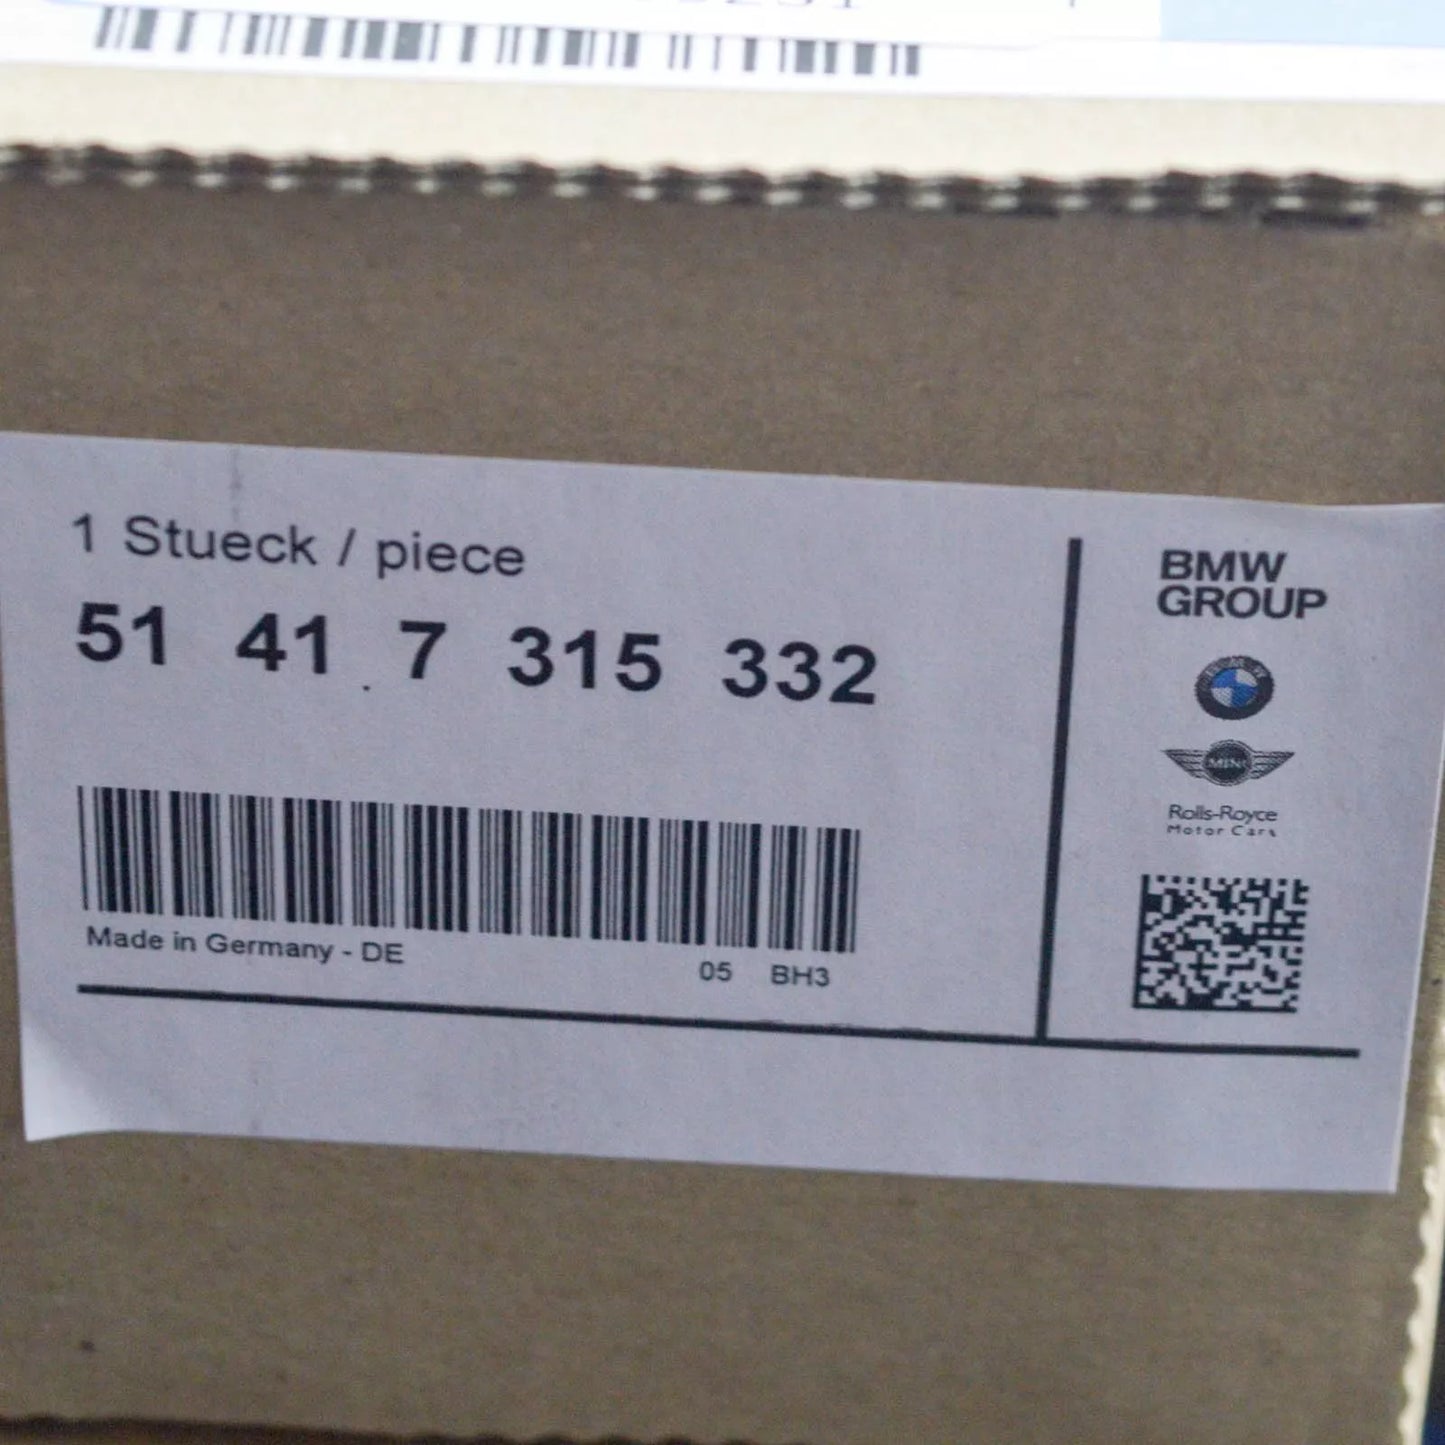 1 Stueck / piece
51 41 7 315 332
Made in Germany - DE
05 BH3
BMW
GROUP
MINI
Rolls-Royce
Motor Cars